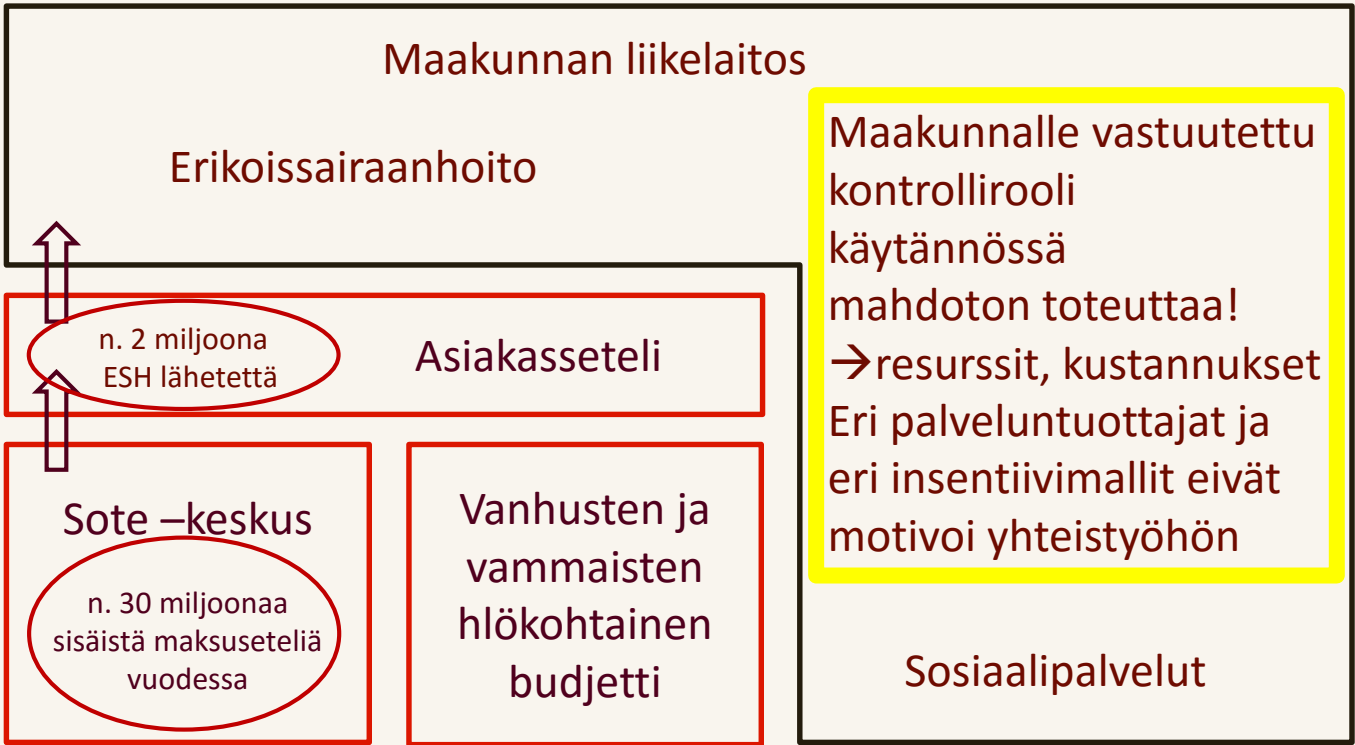 Maakunnan liikelaitos
Erikoissairaanhoito
Maakunnalle vastuutettu
kontrollirooli
käytännössä
mahdoton toteuttaa!
→resurssit, kustannukset
Eri palveluntuottajat ja
eri insentiivimallit eivät
motivoi yhteistyöhön
n. 2 miljoona
ESH lähetettä
Asiakasseteli
Sote –keskus
n. 30 miljoonaa
sisäistä maksuseteliä
vuodessa
Vanhusten ja
vammaisten
hlökohtainen
budjetti
Sosiaalipalvelut